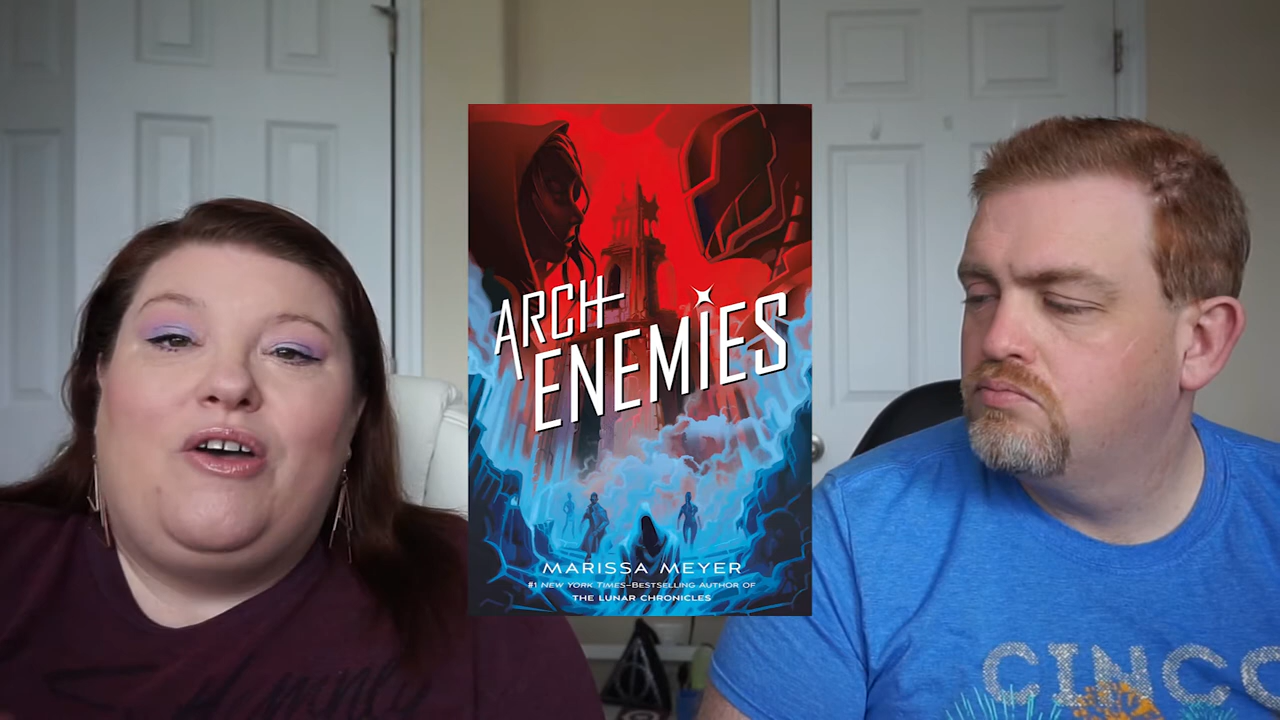 ARCH
ENEMIES
MARISSA MEYER
#1 NEW YORK TIMES–BESTSELLING AUTHOR OF
THE LUNAR CHRONICLES
CINCO